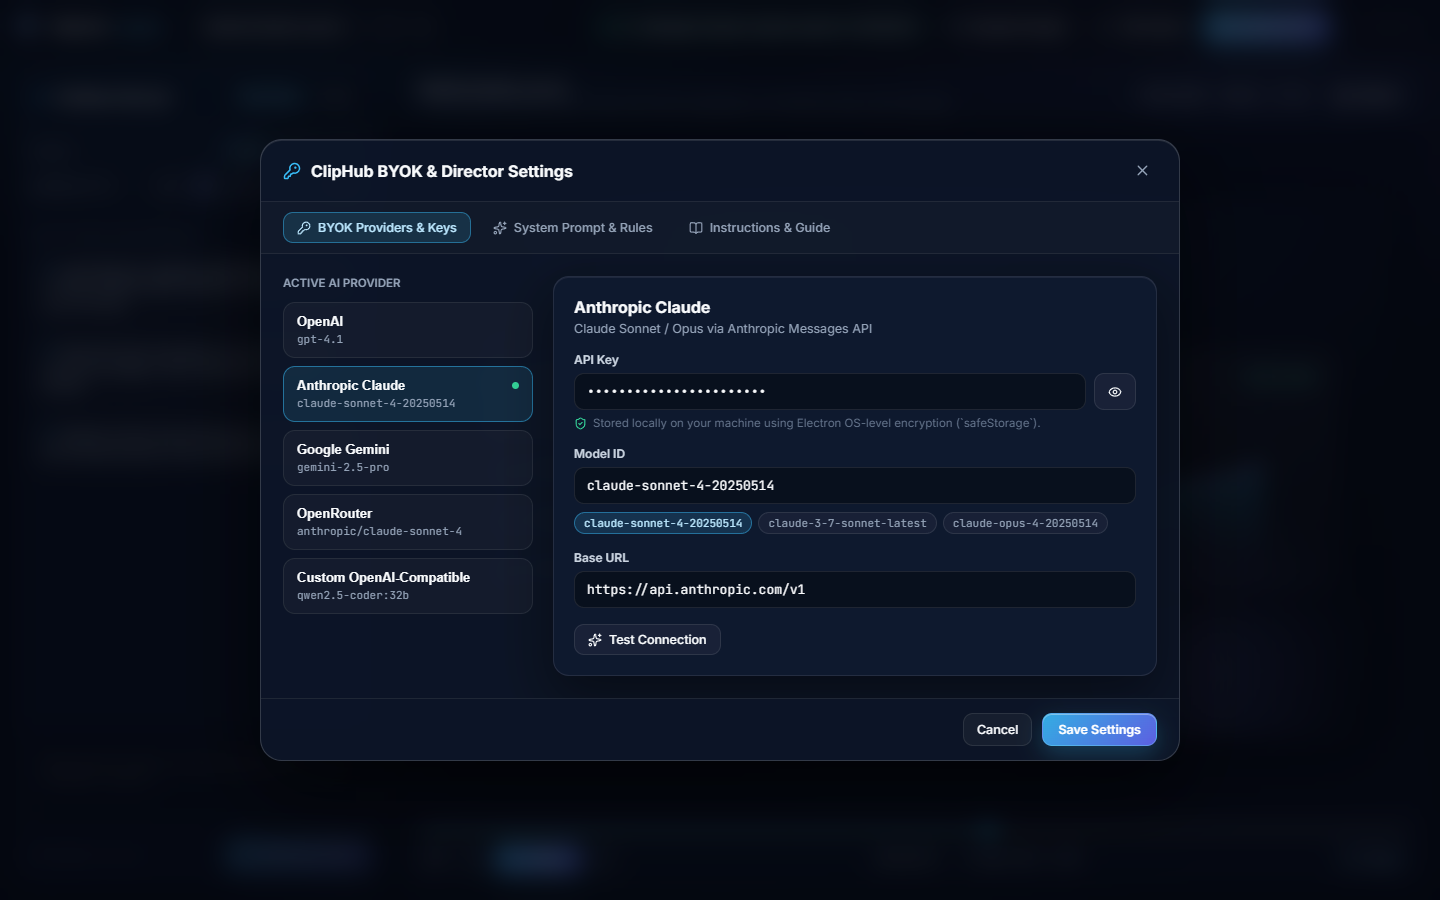 ClipHub BYOK & Director Settings
BYOK Providers & Keys
System Prompt & Rules
Instructions & Guide
ACTIVE AI PROVIDER
OpenAI
gpt-4.1
Anthropic Claude
claude-sonnet-4-20250514
Google Gemini
gemini-2.5-pro
OpenRouter
anthropic/claude-sonnet-4
Custom OpenAI-Compatible
qwen2.5-coder:32b
Anthropic Claude
Claude Sonnet / Opus via Anthropic Messages API
API Key
•••••••••••••••••••••••
Stored locally on your machine using Electron OS-level encryption (`safeStorage`).
Model ID
claude-sonnet-4-20250514
claude-sonnet-4-20250514
claude-3-7-sonnet-latest
claude-opus-4-20250514
Base URL
https://api.anthropic.com/v1
Test Connection
Cancel
Save Settings